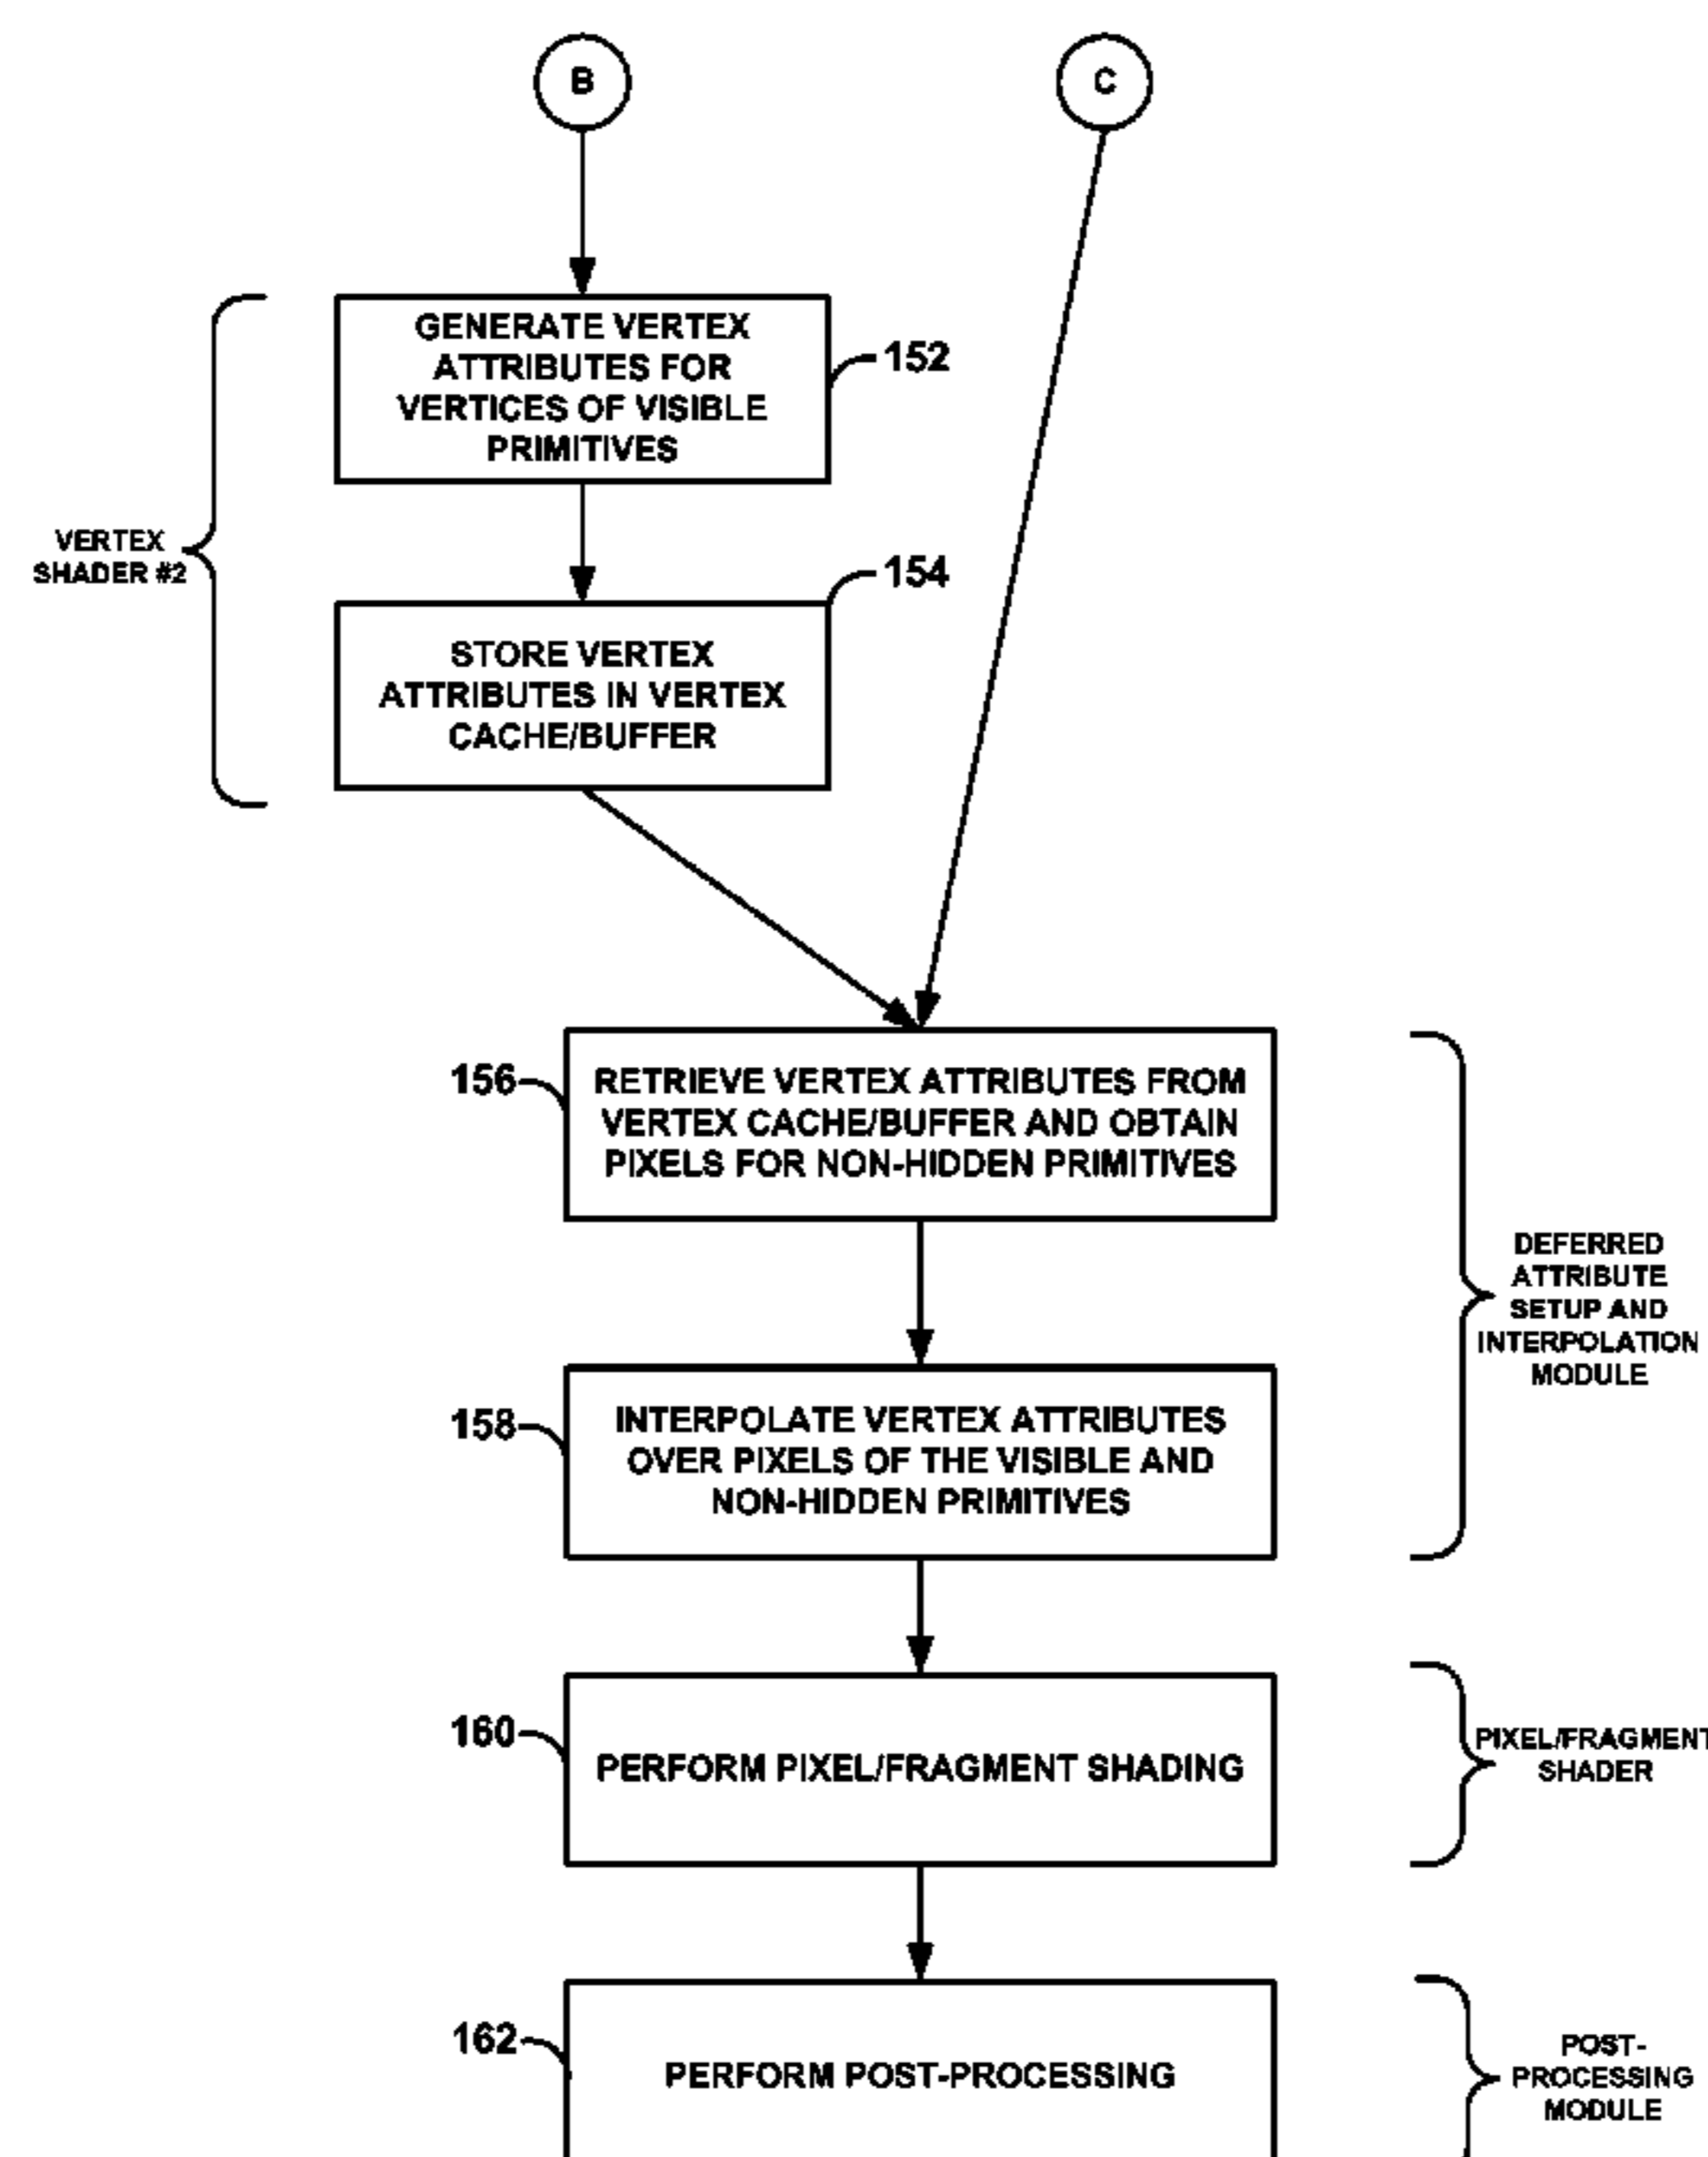 B
C
GENERATE VERTEX
ATTRIBUTES FOR
VERTICES OF VISIBLE
PRIMITIVES
152
VERTEX
SHADER #2
154
STORE VERTEX
ATTRIBUTES IN VERTEX
CACHE/BUFFER
156
RETRIEVE VERTEX ATTRIBUTES FROM
VERTEX CACHE/BUFFER AND OBTAIN
PIXELS FOR NON-HIDDEN PRIMITIVES
DEFERRED
ATTRIBUTE
SETUP AND
INTERPOLATION
MODULE
158
INTERPOLATE VERTEX ATTRIBUTES
OVER PIXELS OF THE VISIBLE AND
NON-HIDDEN PRIMITIVES
160
PERFORM PIXEL/FRAGMENT SHADING
PIXEL/FRAGMENT
SHADER
162
PERFORM POST-PROCESSING
POST-
PROCESSING
MODULE